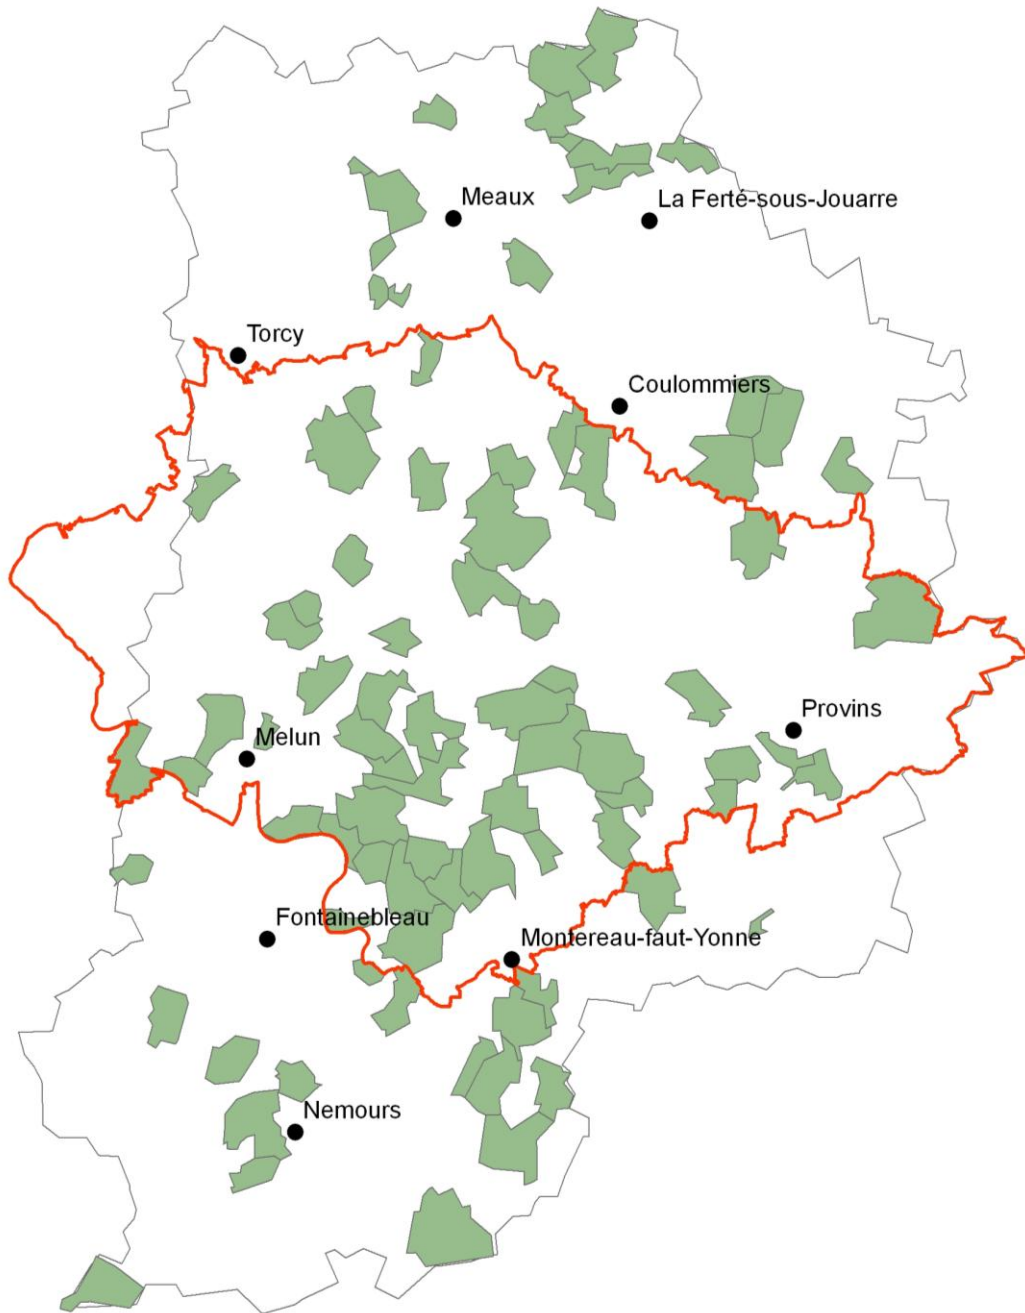 Meaux
La Ferté-sous-Jouarre
Torcy
Coulommiers
Provins
Melun
Fontainebleau
Montereau-faut-Yonne
Nemours